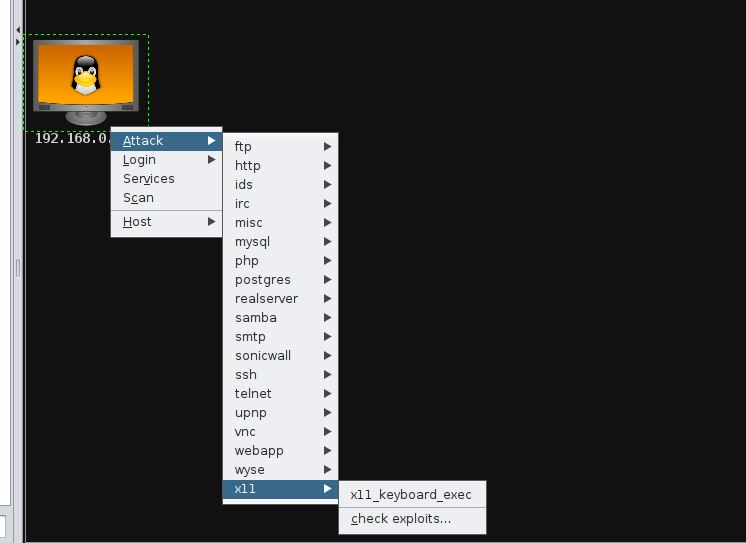 192.168.0.
Attack
Login
Services
Scan
Host
ftp
http
ids
irc
misc
mysql
php
postgres
realserver
samba
smtp
sonicwall
ssh
telnet
upnp
vnc
webapp
wyse
x11
x11_keyboard_exec
check exploits...